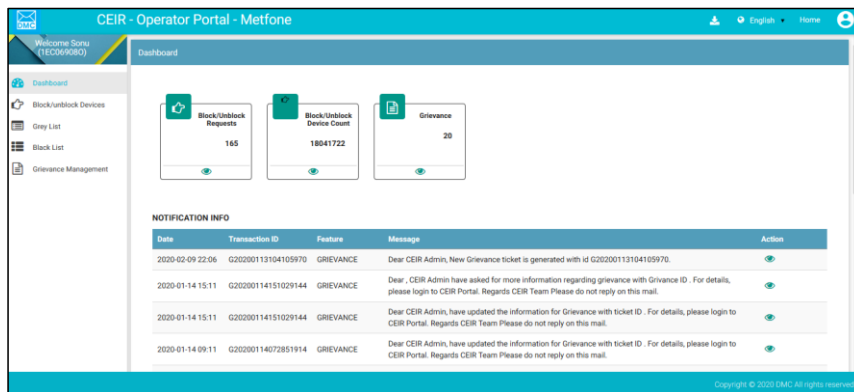 DMC
CEIR - Operator Portal - Metfone
English
Home
Welcome Sonu
(1EC06908O)
Dashboard
Dashboard
Block/unblock Devices
Grey List
Black List
Grievance Management
Block/Unblock
Requests
165
Block/Unblock
Device Count
18041722
Grievance
20
NOTIFICATION INFO
Date Transaction ID Feature Message Action
2020-02-09 22:06 G20200113104105970 GRIEVANCE Dear CEIR Admin, New Grievance ticket is generated with id G20200113104105970.
2020-01-14 15:11 G20200114151029144 GRIEVANCE Dear , CEIR Admin have asked for more information regarding grievance with Grivance ID . For details,
please login to CEIR Portal. Regards CEIR Team Please do not reply on this mail.
2020-01-14 15:11 G20200114151029144 GRIEVANCE Dear CEIR Admin, have updated the information for Grievance with ticket ID . For details, please login to
CEIR Portal. Regards CEIR Team Please do not reply on this mail.
2020-01-14 09:11 G20200114072851914 GRIEVANCE Dear CEIR Admin, have updated the information for Grievance with ticket ID . For details, please login to
CEIR Portal. Regards CEIR Team Please do not reply on this mail.
Copyright © 2020 DMC All rights reserved